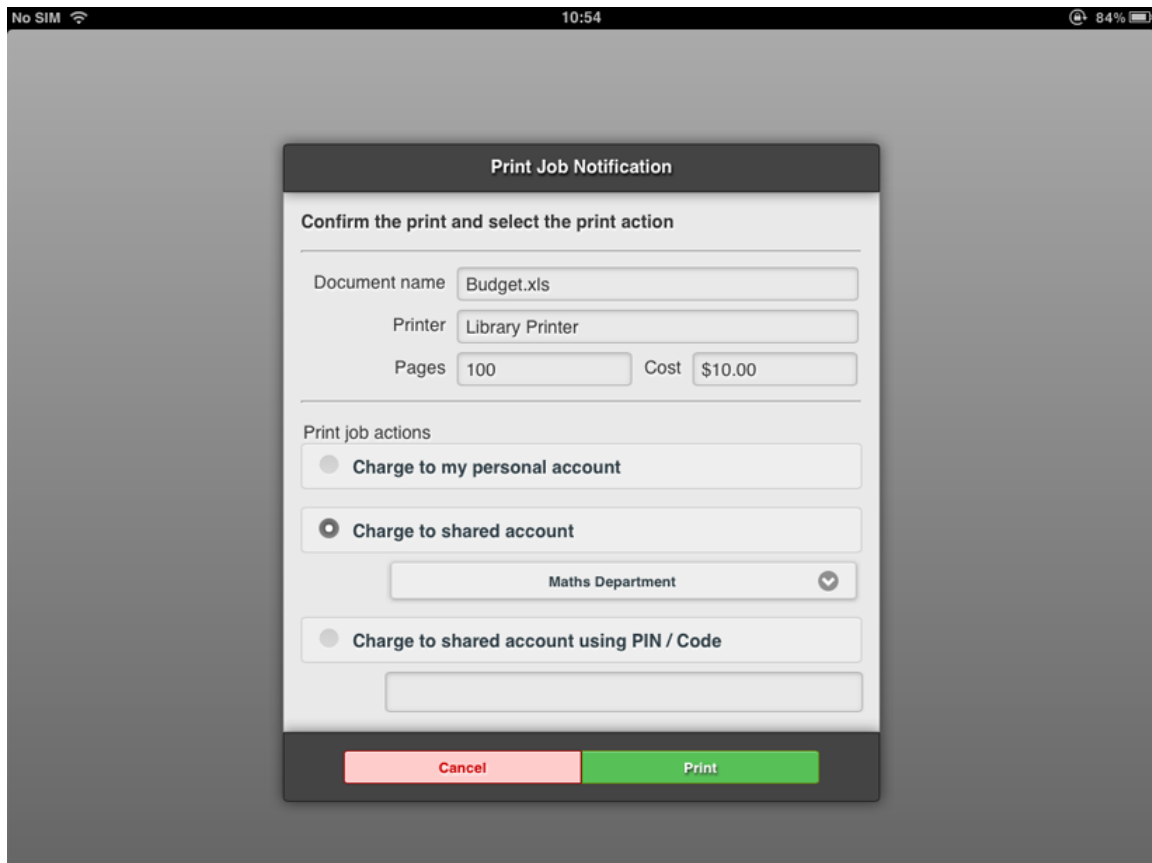 No SIM 10:54 84%
Print Job Notification
Confirm the print and select the print action
Document name Budget.xls
Printer Library Printer
Pages 100 Cost $10.00
Print job actions
Charge to my personal account
Charge to shared account
Maths Department
Charge to shared account using PIN / Code
Cancel Print